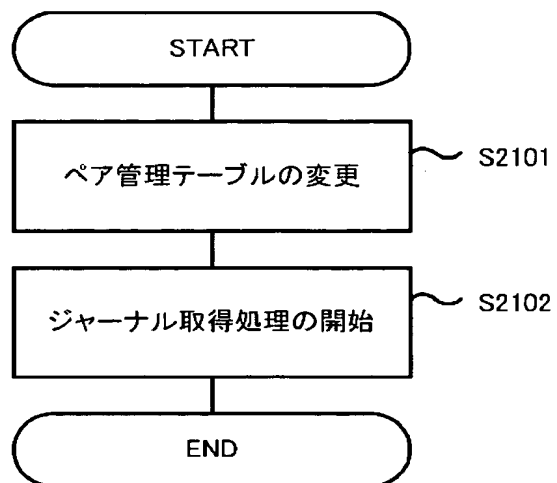 START
ペア管理テーブルの変更
S2101
ジャーナル取得処理の開始
S2102
END